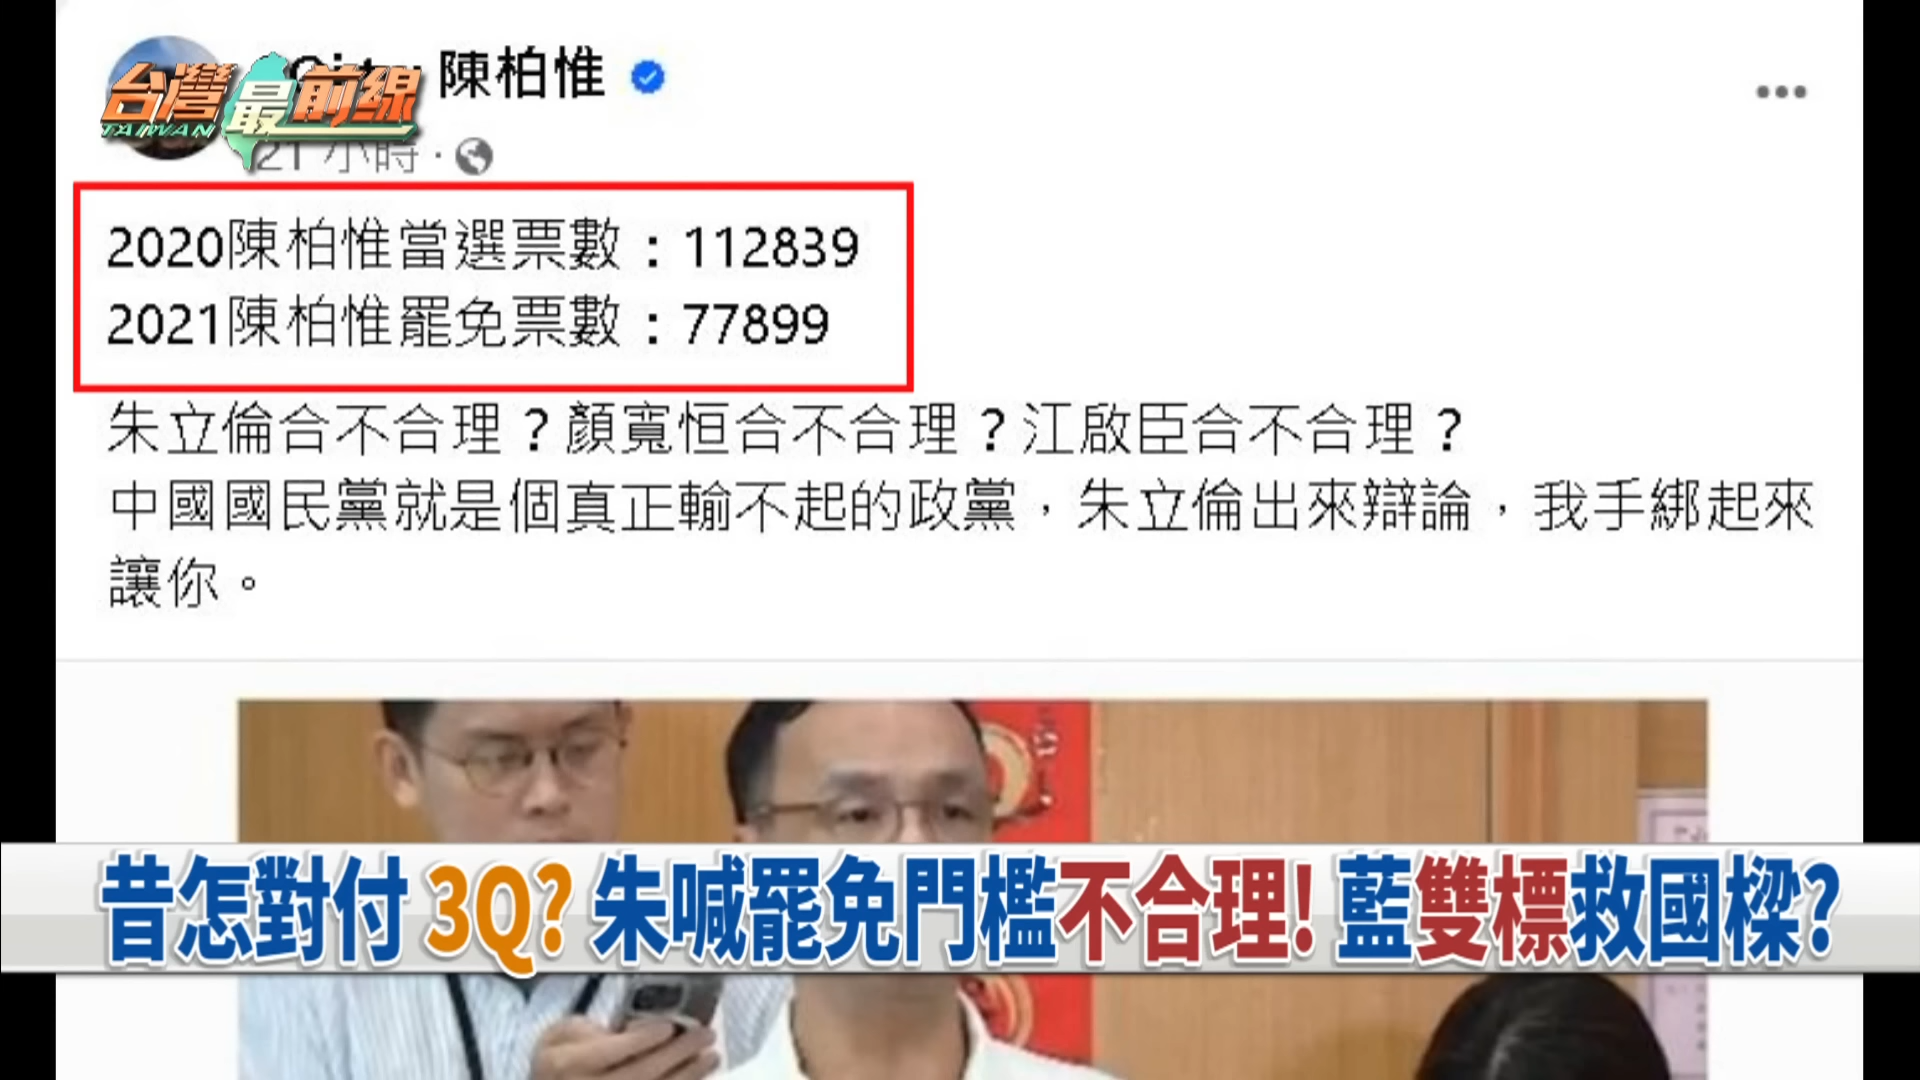 台灣最前線
TAIWAN
陳柏惟
21 小時
2020陳柏惟當選票數：112839
2021陳柏惟罷免票數：77899
朱立倫合不合理？顏寬恒合不合理？江啟臣合不合理？
中國國民黨就是個真正輸不起的政黨，朱立倫出來辯論，我手綁起來
讓你。
昔怎對付 3Q? 朱喊罷免門檻不合理! 藍雙標救國樑?